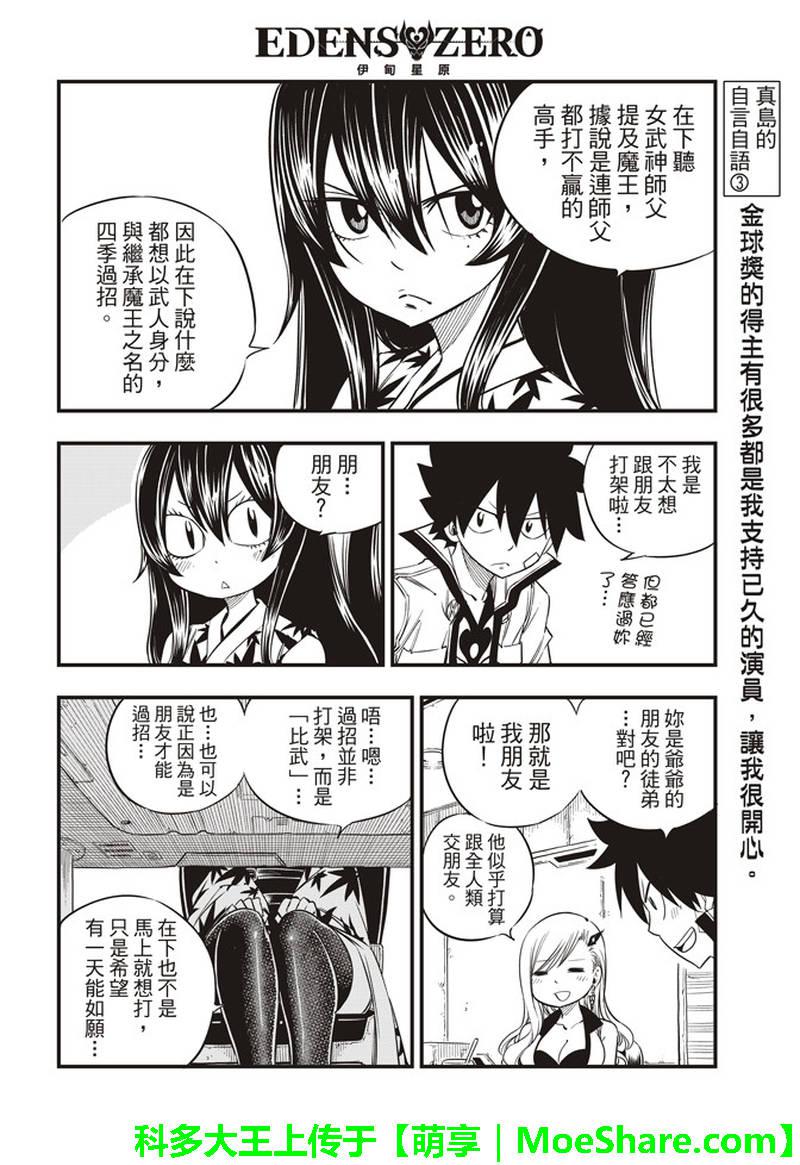 EDENS ZERO
伊甸星原
真島的
自言自語③
金球獎的得主有很多都是我支持已久的演員，讓我很開心。
在下聽
女武神師父
提及魔王，
據說是連師父
都打不贏的
高手，
因此在下說什麼
都想以武人身分，
與繼承魔王之名的
四季過招。
我是
不太想
跟朋友
打架啦…
但都已經
答應過妳
了…
朋…
朋友？
妳是爺爺的
朋友的徒弟
…對吧？
那就是
我朋友
啦！
他似乎打算
跟全人類
交朋友。
唔…嗯…
過招並非
打架，而是
「比武」…
也…也可以
說正因為是
朋友才能
過招…
在下也不是
馬上就想打，
只是希望
有一天能如願…
科多大王上传于【萌享 | MoeShare.com】